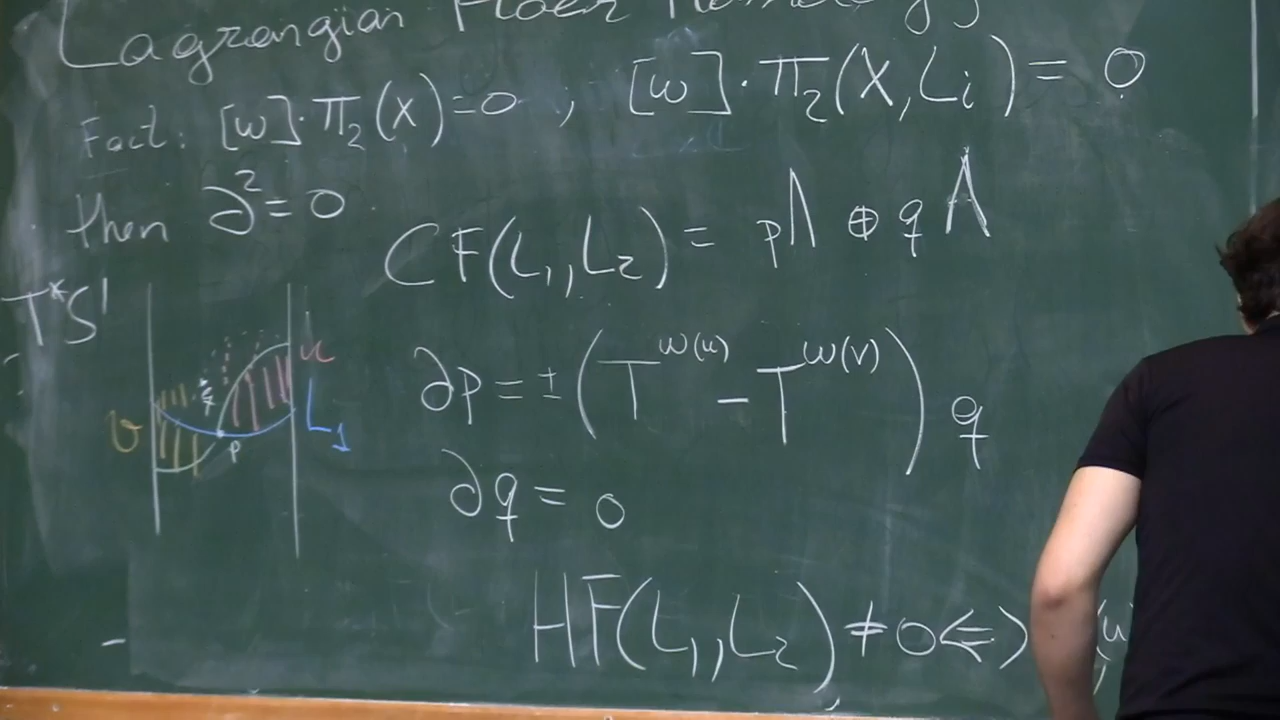 Lagrangian Floer Homology
Fact: [ω]·π₂(X)=0 ; [ω]·π₂(X,Lᵢ)=0
then ∂²=0
CF(L₁,L₂) = pΛ ⊕ qΛ
T*S¹
∂p = ±(T^ω(u) − T^ω(v)) q
∂q = 0
u
v
L₁
p
HF(L₁,L₂) ≠ 0 <=>